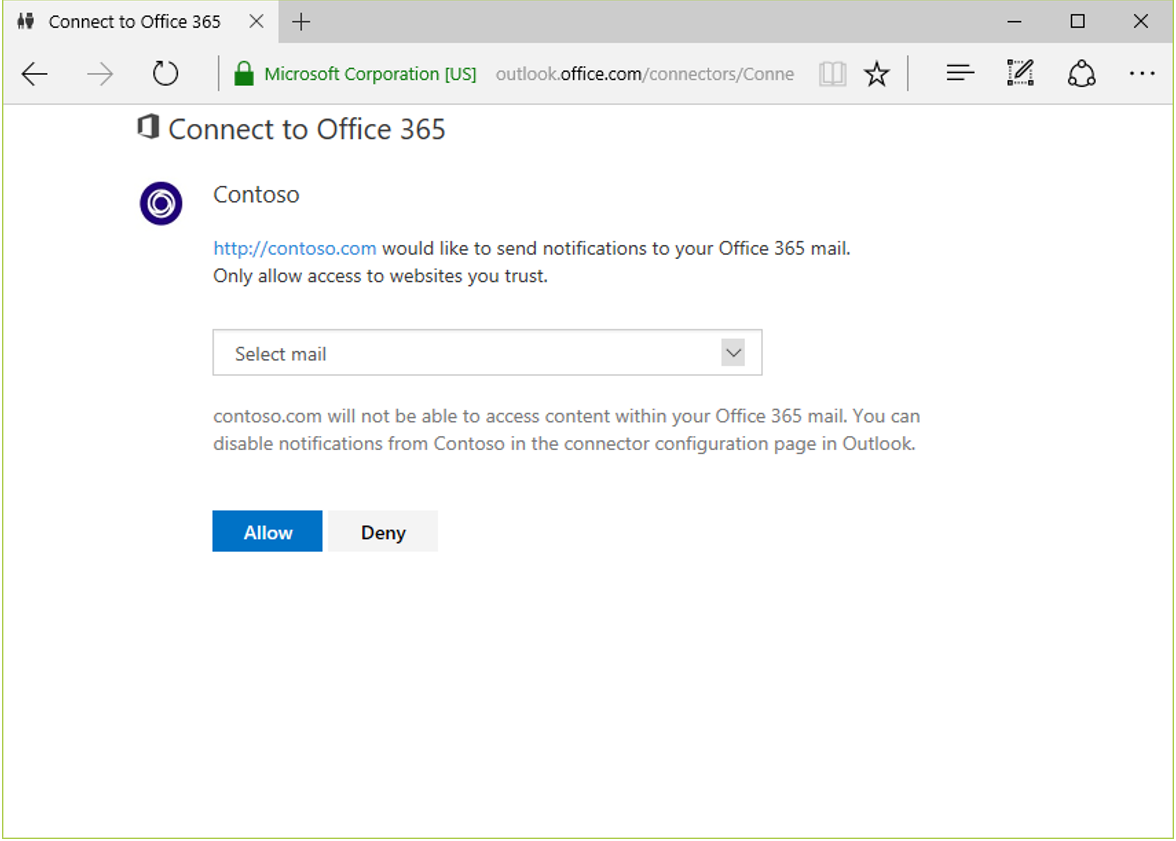 Connect to Office 365
Microsoft Corporation [US] outlook.office.com/connectors/Conne
Connect to Office 365
Contoso
http://contoso.com would like to send notifications to your Office 365 mail.
Only allow access to websites you trust.
Select mail
contoso.com will not be able to access content within your Office 365 mail. You can
disable notifications from Contoso in the connector configuration page in Outlook.
Allow Deny